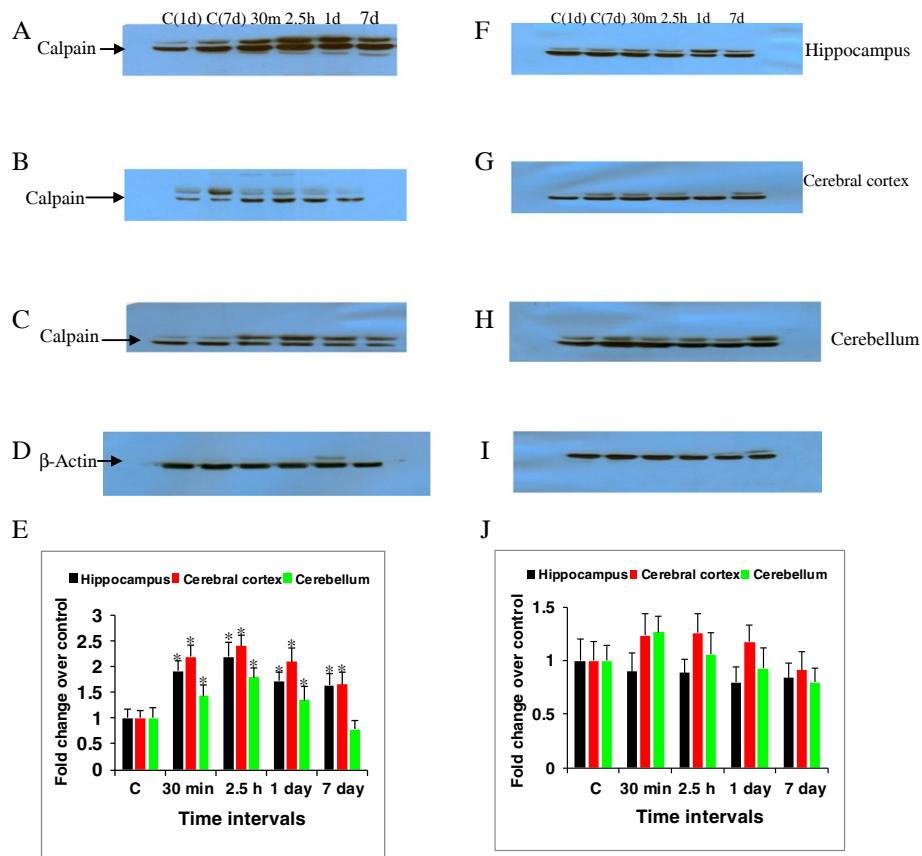 A
C(1d) C(7d) 30m 2.5h 1d 7d
Calpain
F
C(1d) C(7d) 30m 2.5h 1d 7d
Hippocampus
B
Calpain
G
Cerebral cortex
C
Calpain
H
Cerebellum
D
β-Actin
I
E
Hippocampus Cerebral cortex Cerebellum
Fold change over control
3
2.5
2
1.5
1
0.5
0
* * *
* * *
* * *
* *
C 30 min 2.5 h 1 day 7 day
Time intervals
J
Hippocampus Cerebral cortex Cerebellum
Fold change over control
1.5
1
0.5
0
C 30 min 2.5 h 1 day 7 day
Time intervals